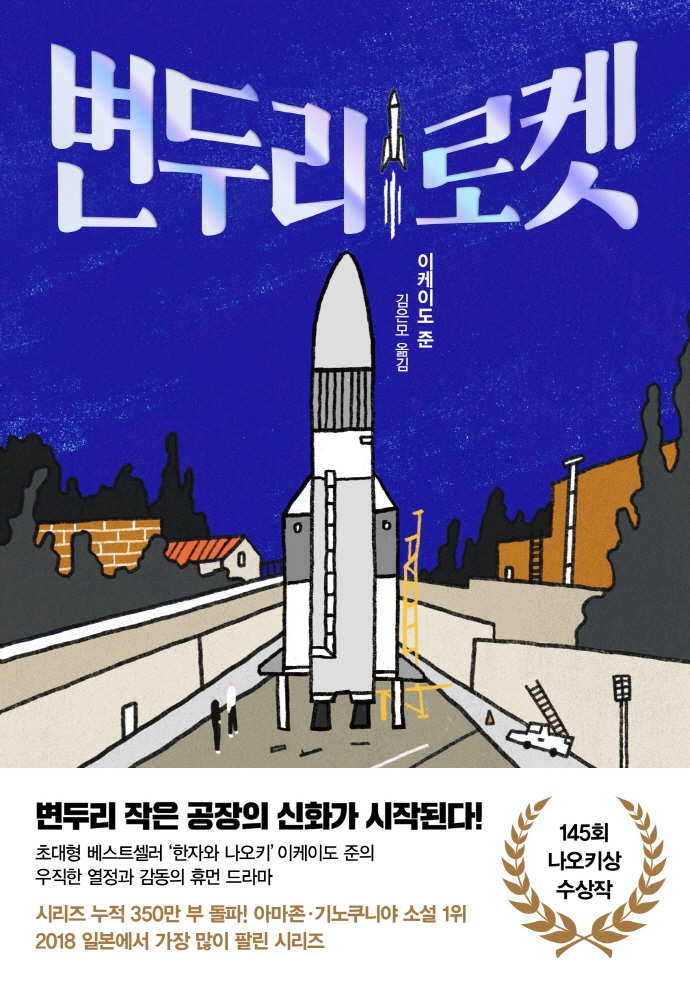 변두리 로켓
이케이도 준
김은모 옮김
변두리 작은 공장의 신화가 시작된다!
초대형 베스트셀러 ‘한자와 나오키’ 이케이도 준의
우직한 열정과 감동의 휴먼 드라마
시리즈 누적 350만 부 돌파! 아마존·기노쿠니야 소설 1위
2018 일본에서 가장 많이 팔린 시리즈
145회
나오키상
수상작